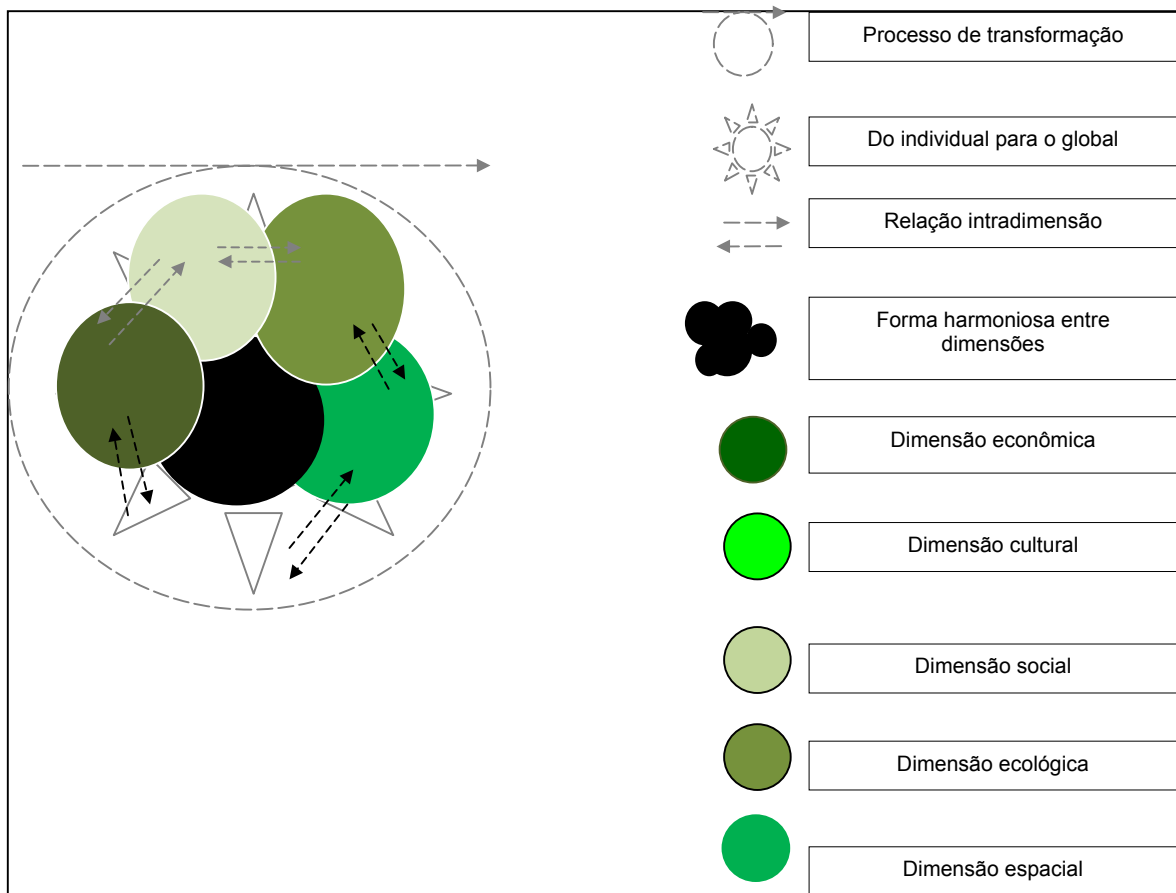 Processo de transformação
Do individual para o global
Relação intradimensão
Forma harmoniosa entre
dimensões
Dimensão econômica
Dimensão cultural
Dimensão social
Dimensão ecológica
Dimensão espacial